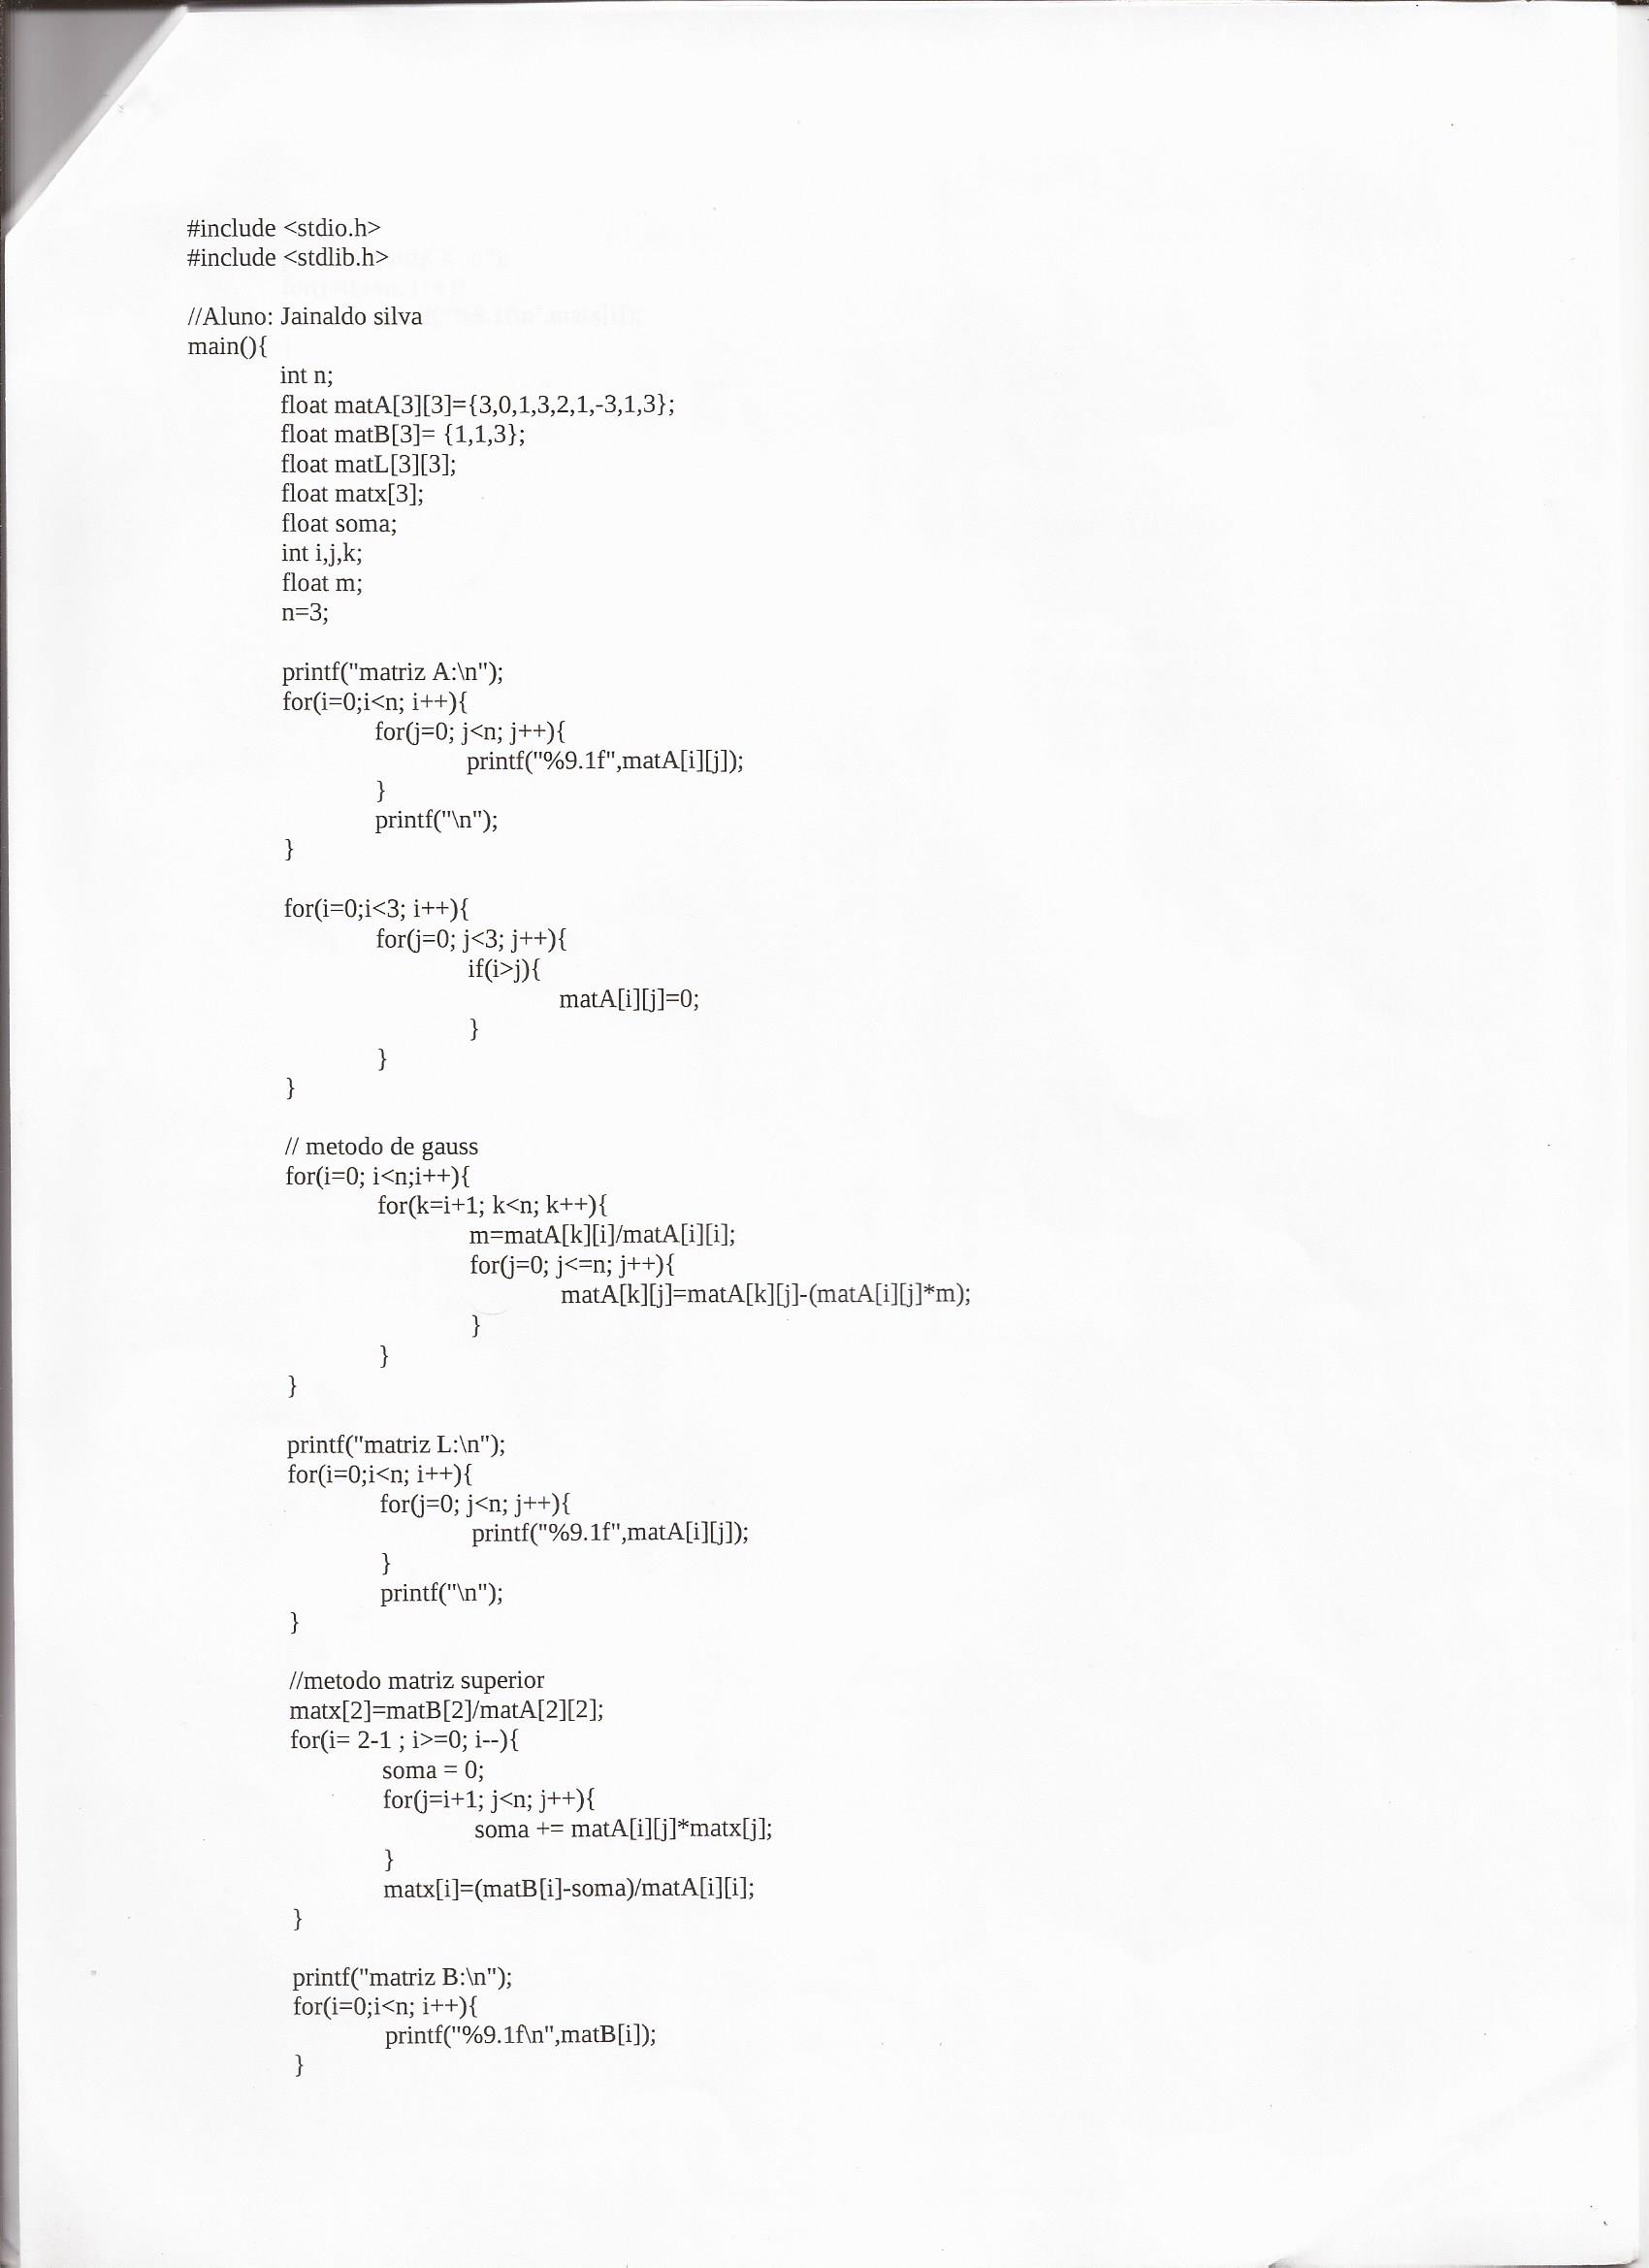 #include <stdio.h>
#include <stdlib.h>
//Aluno: Jainaldo silva
main(){
int n;
float matA[3][3]={3,0,1,3,2,1,-3,1,3};
float matB[3]= {1,1,3};
float matL[3][3];
float matx[3];
float soma;
int i,j,k;
float m;
n=3;
printf("matriz A:\n");
for(i=0;i<n; i++){
for(j=0; j<n; j++){
printf("%9.1f",matA[i][j]);
}
printf("\n");
}
for(i=0;i<3; i++){
for(j=0; j<3; j++){
if(i>j){
matA[i][j]=0;
}
}
}
// metodo de gauss
for(i=0; i<n;i++){
for(k=i+1; k<n; k++){
m=matA[k][i]/matA[i][i];
for(j=0; j<=n; j++){
matA[k][j]=matA[k][j]-(matA[i][j]*m);
}
}
}
printf("matriz L:\n");
for(i=0;i<n; i++){
for(j=0; j<n; j++){
printf("%9.1f",matA[i][j]);
}
printf("\n");
}
//metodo matriz superior
matx[2]=matB[2]/matA[2][2];
for(i= 2-1 ; i>=0; i--){
soma = 0;
for(j=i+1; j<n; j++){
soma += matA[i][j]*matx[j];
}
matx[i]=(matB[i]-soma)/matA[i][i];
}
printf("matriz B:\n");
for(i=0;i<n; i++){
printf("%9.1f\n",matB[i]);
}